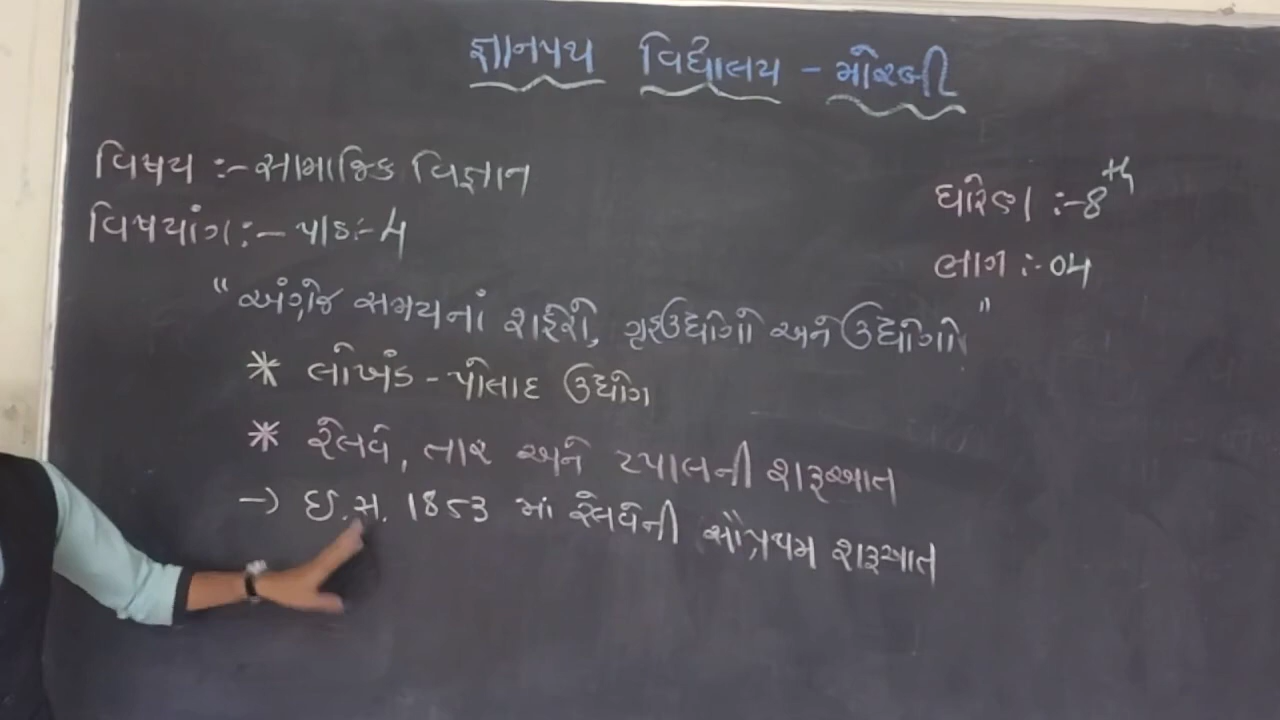 જ્ઞાનપથ વિદ્યાલય - મોરબી
વિષય :- સામાજિક વિજ્ઞાન
ધોરણ :- 8th
વિષયાંગ :- પાઠ :- 4
ભાગ :- 04
"અંગ્રેજ સમયનાં શહેરો, ગૃહઉદ્યોગો અને ઉદ્યોગો"
* લોખંડ - પોલાદ ઉદ્યોગ
* રેલવે, તાર અને ટપાલની શરૂઆત
→ ઇ.સ. 1853 માં રેલવેની સૌપ્રથમ શરૂઆત